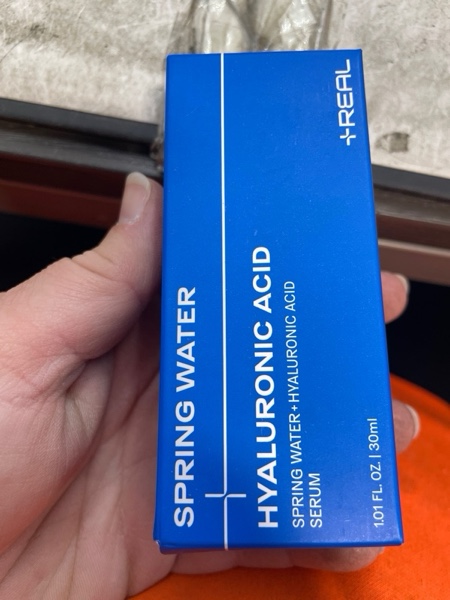 SPRING WATER
HYALURONIC ACID
SPRING WATER+HYALURONIC ACID
SERUM
+REAL
1.01 FL. OZ. | 30ml